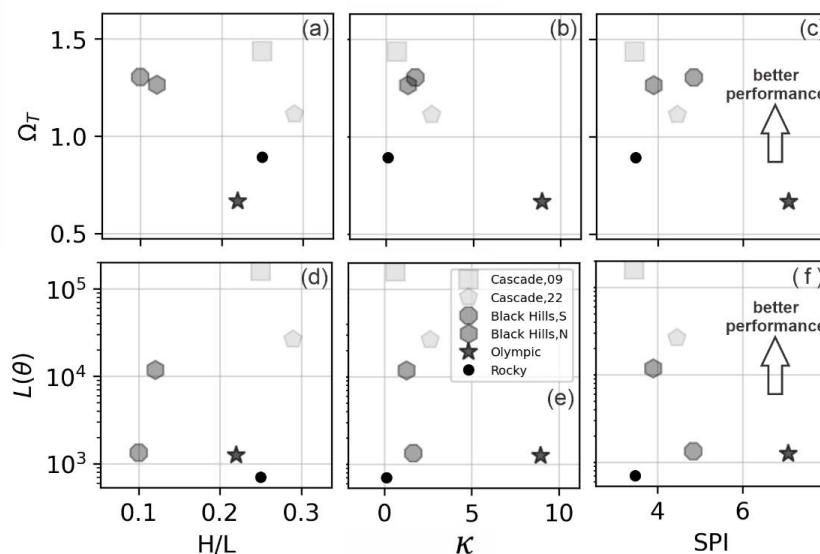 (a)
(b)
(c)
1.5
1.0
0.5
Ω_T
better
performance
(d)
(e)
(f)
10^5
10^4
10^3
L(θ)
Cascade,09
Cascade,22
Black Hills,S
Black Hills,N
Olympic
Rocky
better
performance
0.1 0.2 0.3
0 5 10
4 6
H/L
κ
SPI